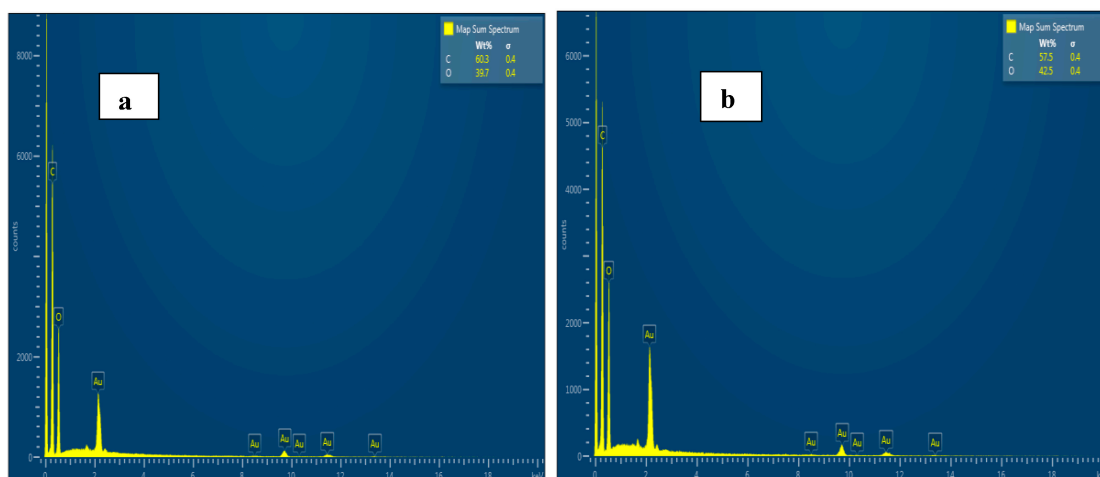 Map Sum Spectrum
Wt% σ
C 60.3 0.4
O 39.7 0.4
a
8000
6000
2000
0
counts
C
O
Au
Au
Au
Au
Au
Au
0 2 4 6 8 10 12 14 16 18
keV
Map Sum Spectrum
Wt% σ
C 57.5 0.4
O 42.5 0.4
b
6000
5000
4000
2000
1000
0
counts
C
O
Au
Au
Au
Au
Au
Au
0 2 4 6 8 10 12 14 16 18
keV